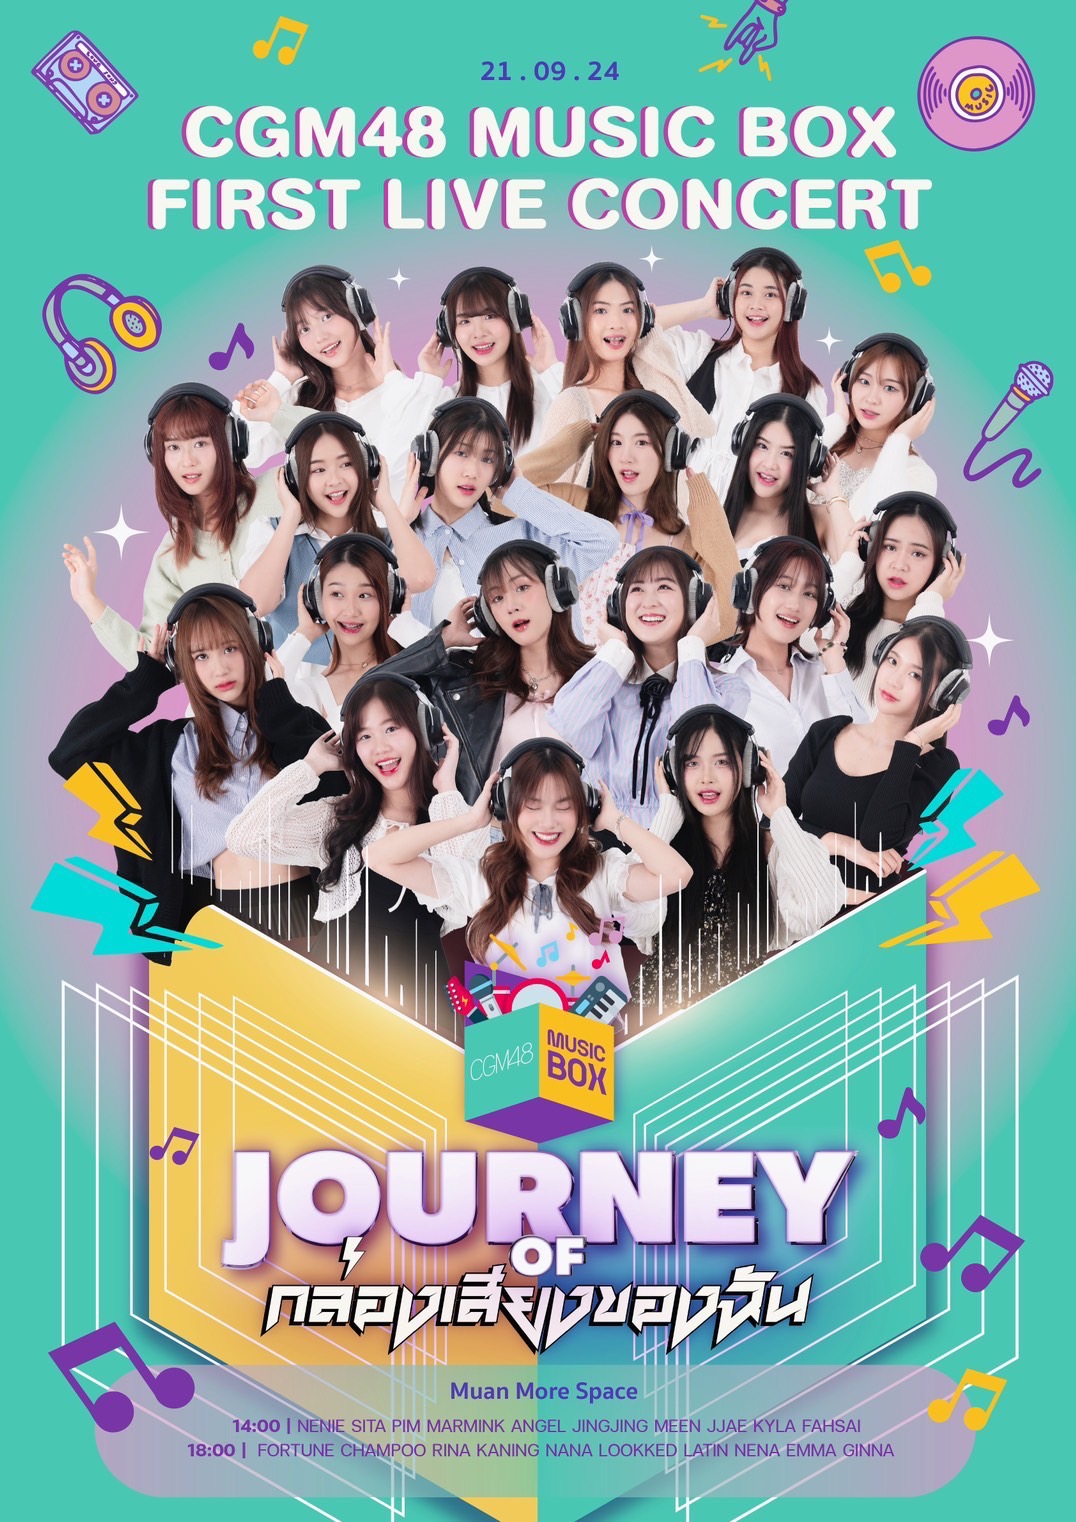 21.09.24
CGM48 MUSIC BOX
FIRST LIVE CONCERT
MUSIC
CGM48
MUSIC
BOX
JOURNEY
OF
กล่องเสียงของฉัน
Muan More Space
14:00 | NENIE SITA PIM MARMINK ANGEL JINGJING MEEN JJAE KYLA FAHSAI
18:00 | FORTUNE CHAMPOO RINA KANING NANA LOOKKED LATIN NENA EMMA GINNA